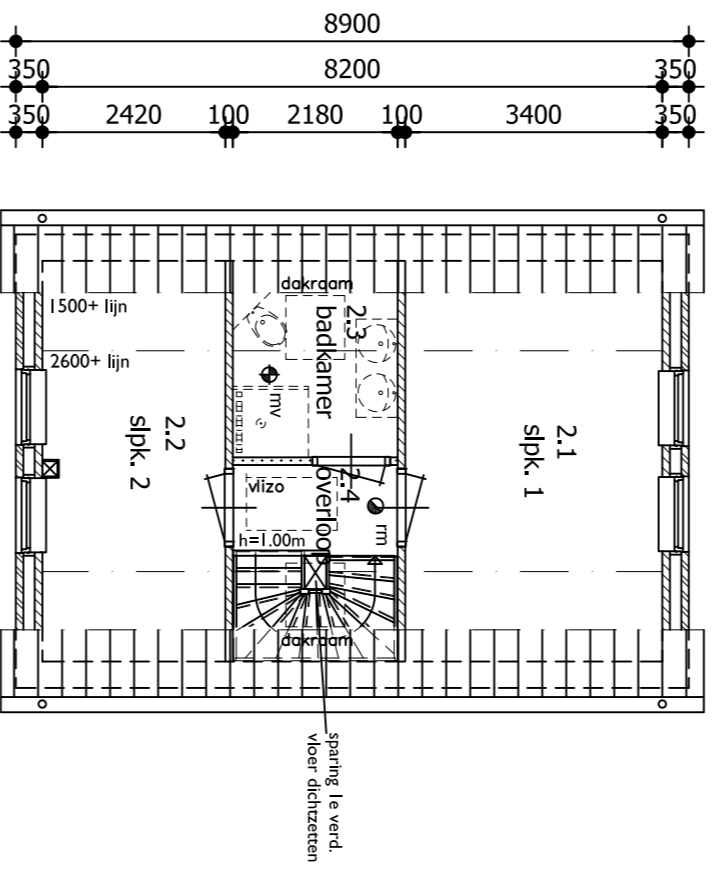 8900
350 8200 350
350 2420 100 2180 100 3400 350
dakraam
1500+ lijn
2600+ lijn
2.3
badkamer
mv
2.2
slpk. 2
2.1
slpk. 1
2.4
overloop
vlizo
rm
h=1.00m
dakraam
sparing 1e verd.
vloer dichtzetten